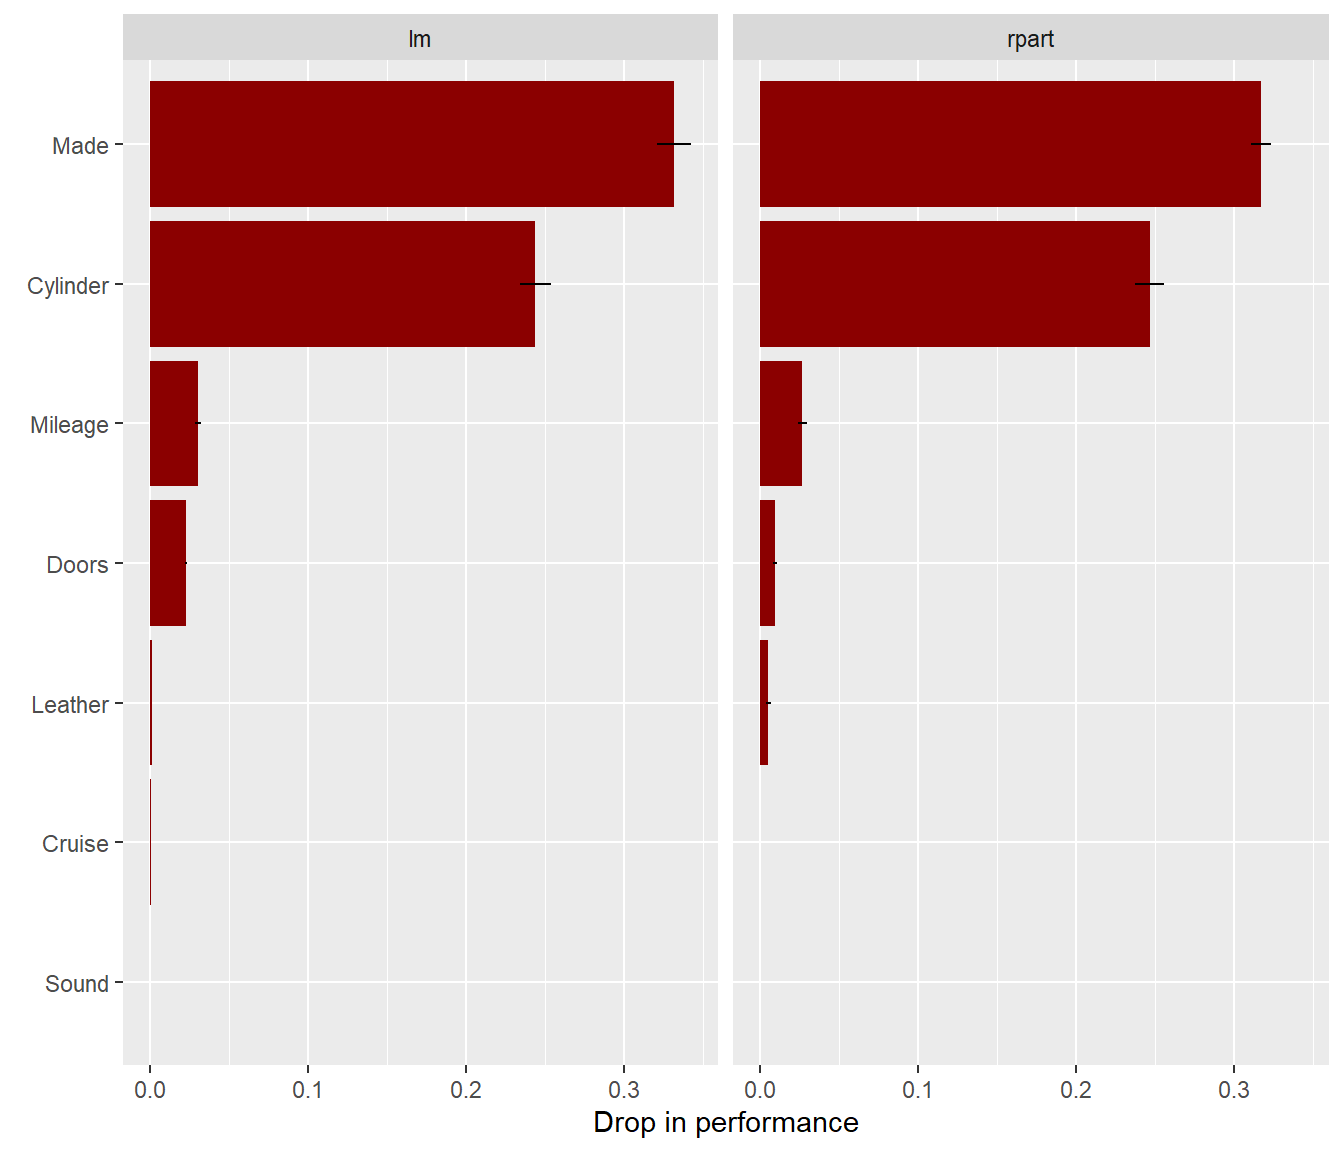 lm
rpart
Made
Cylinder
Mileage
Doors
Leather
Cruise
Sound
0.0 0.1 0.2 0.3
0.0 0.1 0.2 0.3
Drop in performance